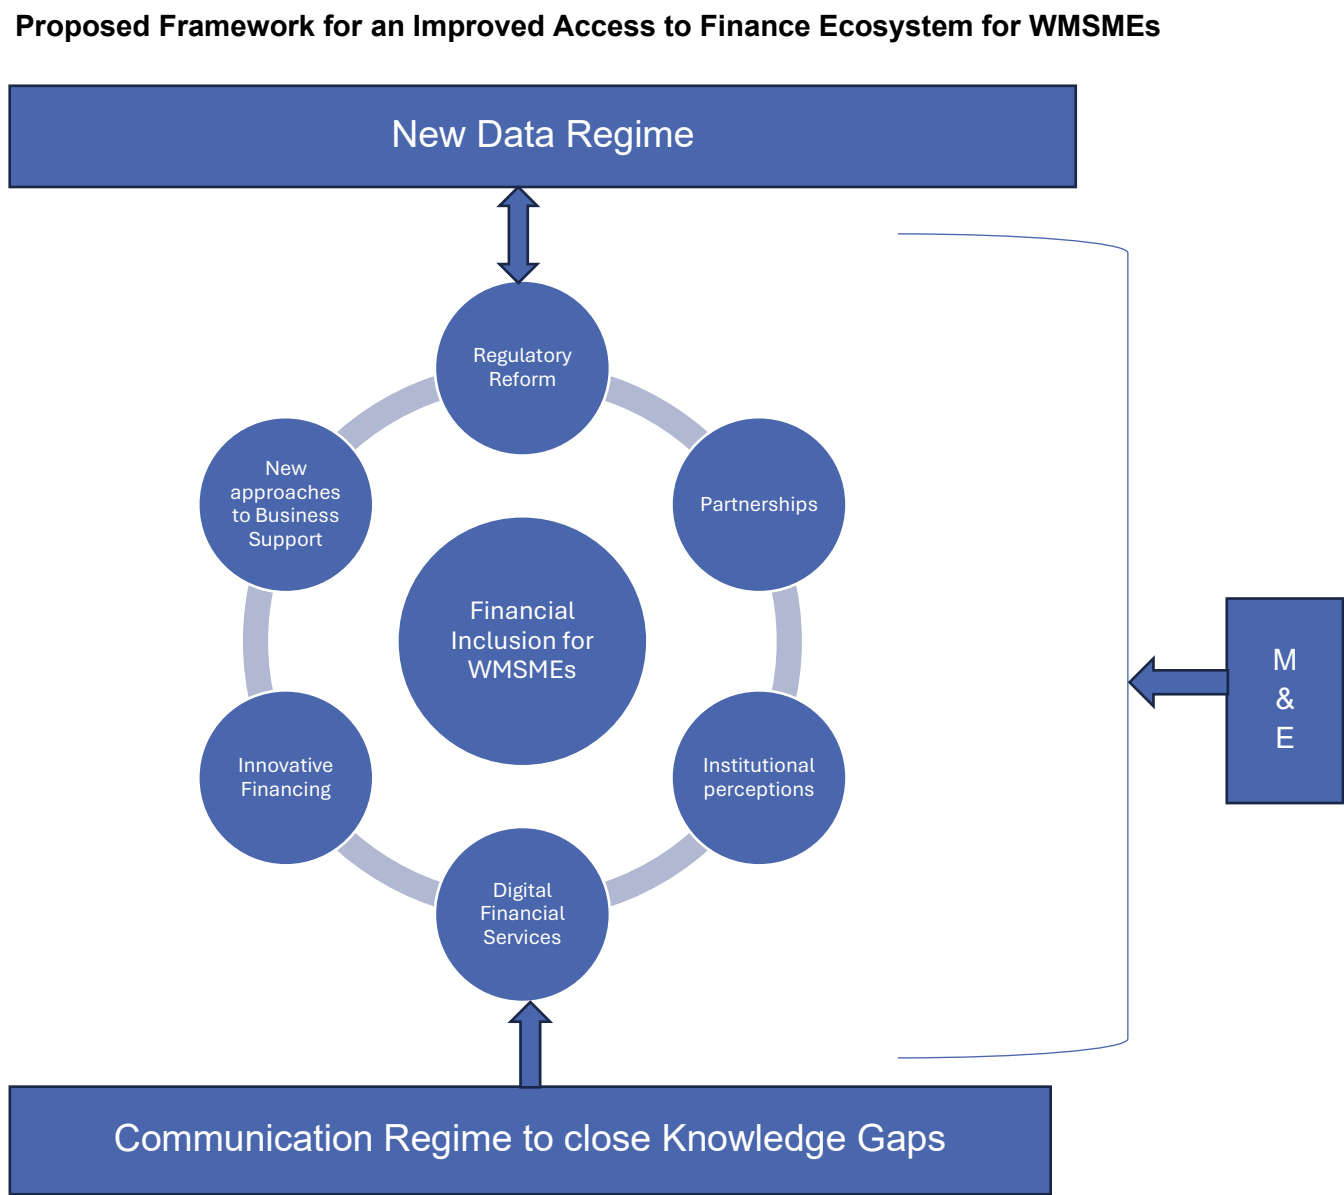 Proposed Framework for an Improved Access to Finance Ecosystem for WMSMEs
New Data Regime
Regulatory
Reform
New
approaches
to Business
Support
Partnerships
Financial
Inclusion for
WMSMEs
Innovative
Financing
Institutional
perceptions
Digital
Financial
Services
M
&
E
Communication Regime to close Knowledge Gaps